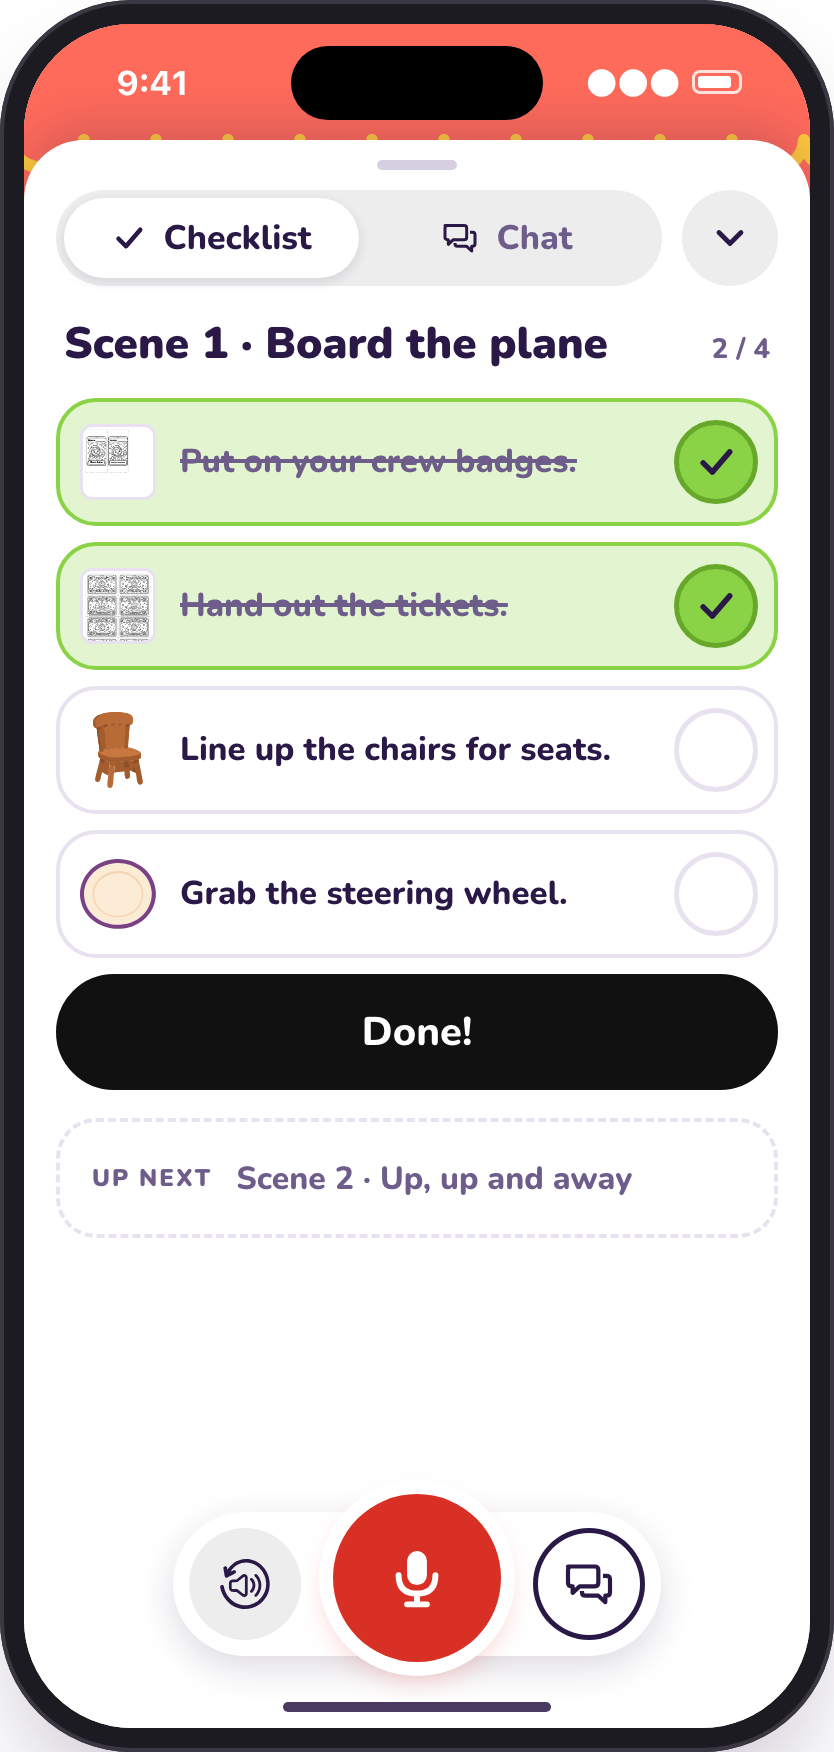 9:41
Checklist
Chat
Scene 1 · Board the plane
2 / 4
Put on your crew badges.
Hand out the tickets.
Line up the chairs for seats.
Grab the steering wheel.
Done!
UP NEXT Scene 2 · Up, up and away